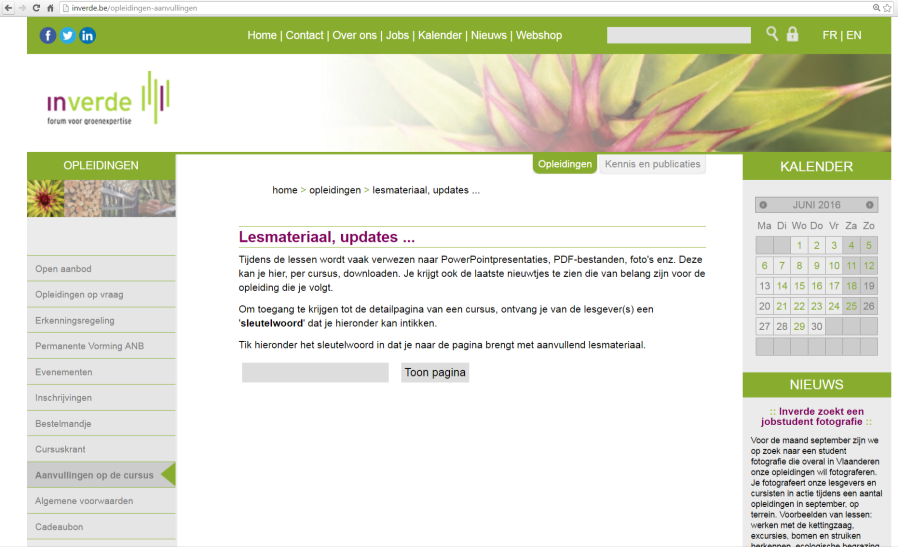 inverde.be/opleidingen-aanvullingen
Home | Contact | Over ons | Jobs | Kalender | Nieuws | Webshop
FR | EN
inverde
forum voor groenexpertise
OPLEIDINGEN
Open aanbod
Opleidingen op vraag
Erkenningsregeling
Permanente Vorming ANB
Evenementen
Inschrijvingen
Bestelmandje
Cursuskrant
Aanvullingen op de cursus
Algemene voorwaarden
Cadeaubon
Opleidingen
Kennis en publicaties
home > opleidingen > lesmateriaal, updates ...
Lesmateriaal, updates ...
Tijdens de lessen wordt vaak verwezen naar PowerPointpresentaties, PDF-bestanden, foto's enz. Deze
kan je hier, per cursus, downloaden. Je krijgt ook de laatste nieuwtjes te zien die van belang zijn voor de
opleiding die je volgt.
Om toegang te krijgen tot de detailpagina van een cursus, ontvang je van de lesgever(s) een
'sleutelwoord' dat je hieronder kan intikken.
Tik hieronder het sleutelwoord in dat je naar de pagina brengt met aanvullend lesmateriaal.
Toon pagina
KALENDER
JUNI 2016
Ma Di Wo Do Vr Za Zo
1 2 3 4 5
6 7 8 9 10 11 12
13 14 15 16 17 18 19
20 21 22 23 24 25 26
27 28 29 30
NIEUWS
:: Inverde zoekt een
jobstudent fotografie ::
Voor de maand september zijn we
op zoek naar een student
fotografie die overal in Vlaanderen
onze opleidingen wil fotograferen.
Je fotografeert onze lesgevers en
cursisten in actie tijdens een aantal
opleidingen in september, op
terrein. Voorbeelden van lessen:
werken met de kettingzaag,
excursies, bomen en struiken
herkennen, ecologische begrazing